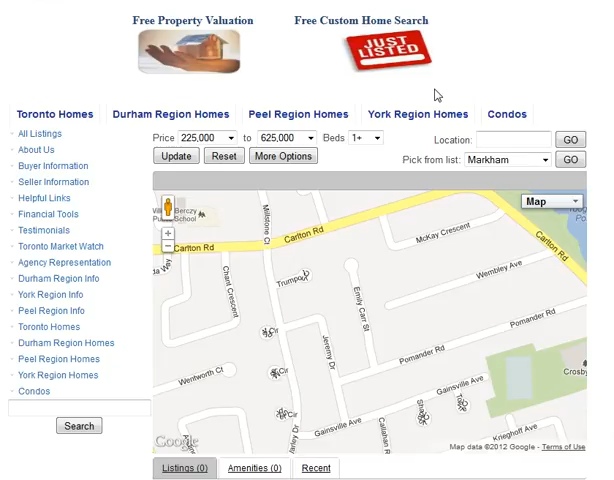 Free Property Valuation
Free Custom Home Search
JUST LISTED
Toronto Homes Durham Region Homes Peel Region Homes York Region Homes Condos
All Listings
About Us
Buyer Information
Seller Information
Helpful Links
Financial Tools
Testimonials
Toronto Market Watch
Agency Representation
Durham Region Info
York Region Info
Peel Region Info
Toronto Homes
Durham Region Homes
Peel Region Homes
York Region Homes
Condos
Search
Price 225,000 to 625,000 Beds 1+
Location: GO
Update Reset More Options
Pick from list: Markham GO
Map
Berczy
Carlton Rd
Carlton Rd
Carlton Rd
Millstone Ct
McKay Crescent
Wembley Ave
Chant Crescent
Emily Carr St
Pomander Rd
Pomander Rd
Jeremy Dr
Cir
Cir
Cir
Wentworth Ct
Gainsville Ave
Gainsville Ave
Crosby
Callahan R
Krieghoff Ave
Google
Map data ©2012 Google - Terms of Use
Listings (0) Amenities (0) Recent